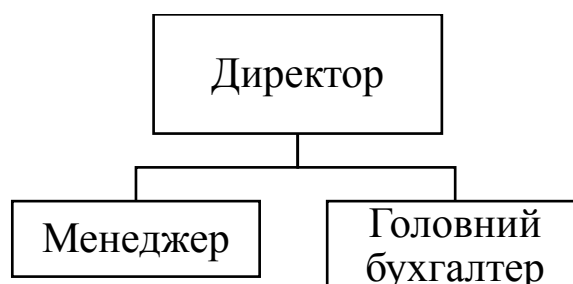 Директор
Менеджер
Головний
бухгалтер